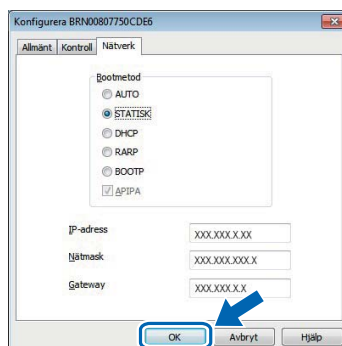 Konfigurera BRN00807750CDE6
Allmänt Kontroll Nätverk
Bootmetod
AUTO
STATISK
DHCP
RARP
BOOTP
APIPA
IP-adress XXX.XXX.X.XX
Nätmask XXX.XXX.XXX.X
Gateway XXX.XXX.X.X
OK Avbryt Hjälp